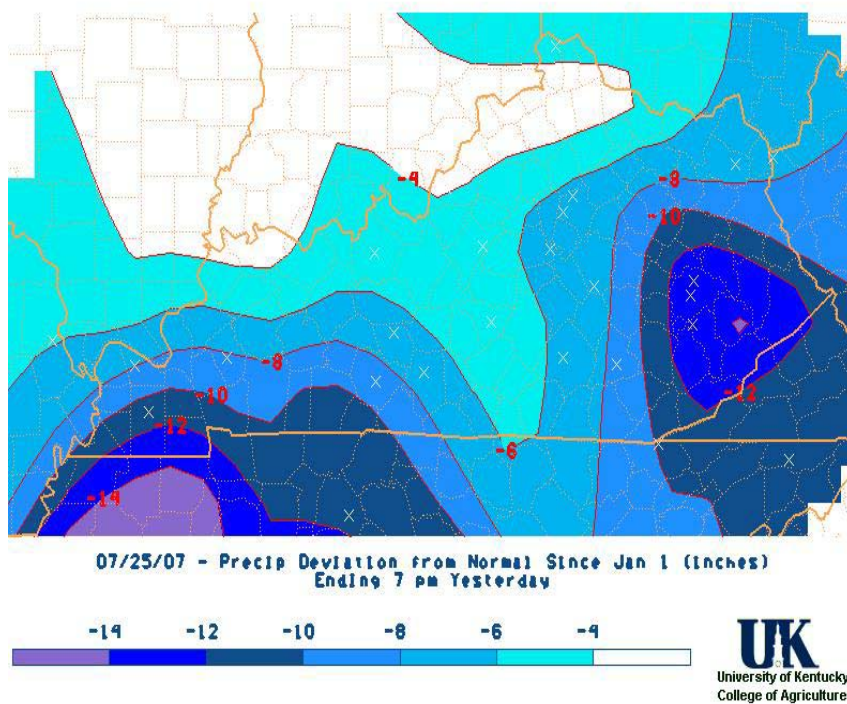 -4
-8
-10
-8
-10
-12
-12
-6
-14
07/25/07 - Precip Deviation from Normal Since Jan 1 (inches)
Ending 7 pm Yesterday
-14 -12 -10 -8 -6 -4
UK
University of Kentucky
College of Agriculture